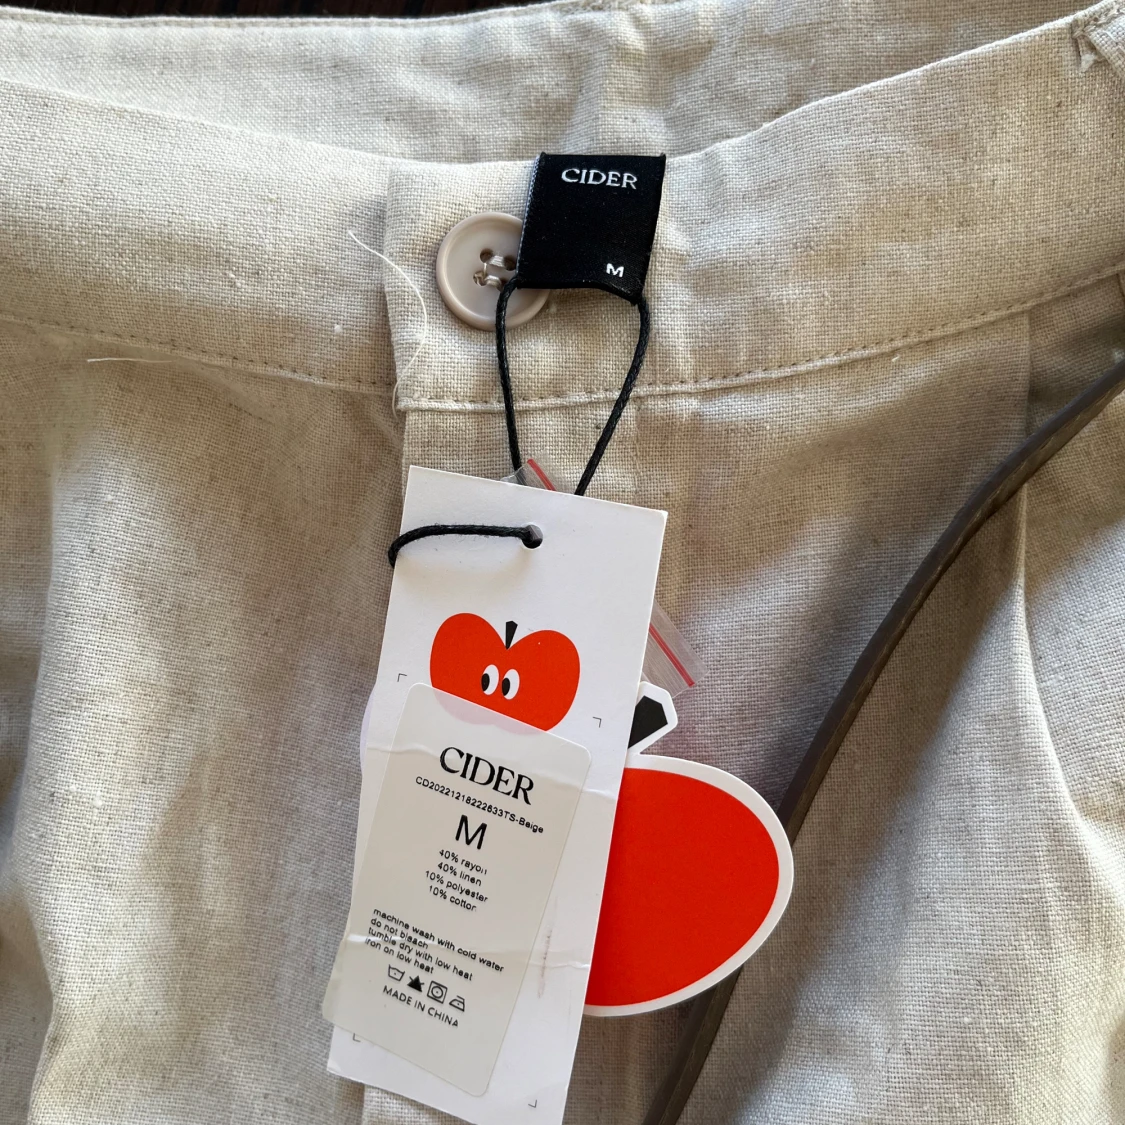 CIDER
M
CIDER
CD20221218222633TS-Beige
M
40% rayon
40% linen
10% polyester
10% cotton
machine wash with cold water
do not bleach
tumble dry with low heat
iron on low heat
MADE IN CHINA